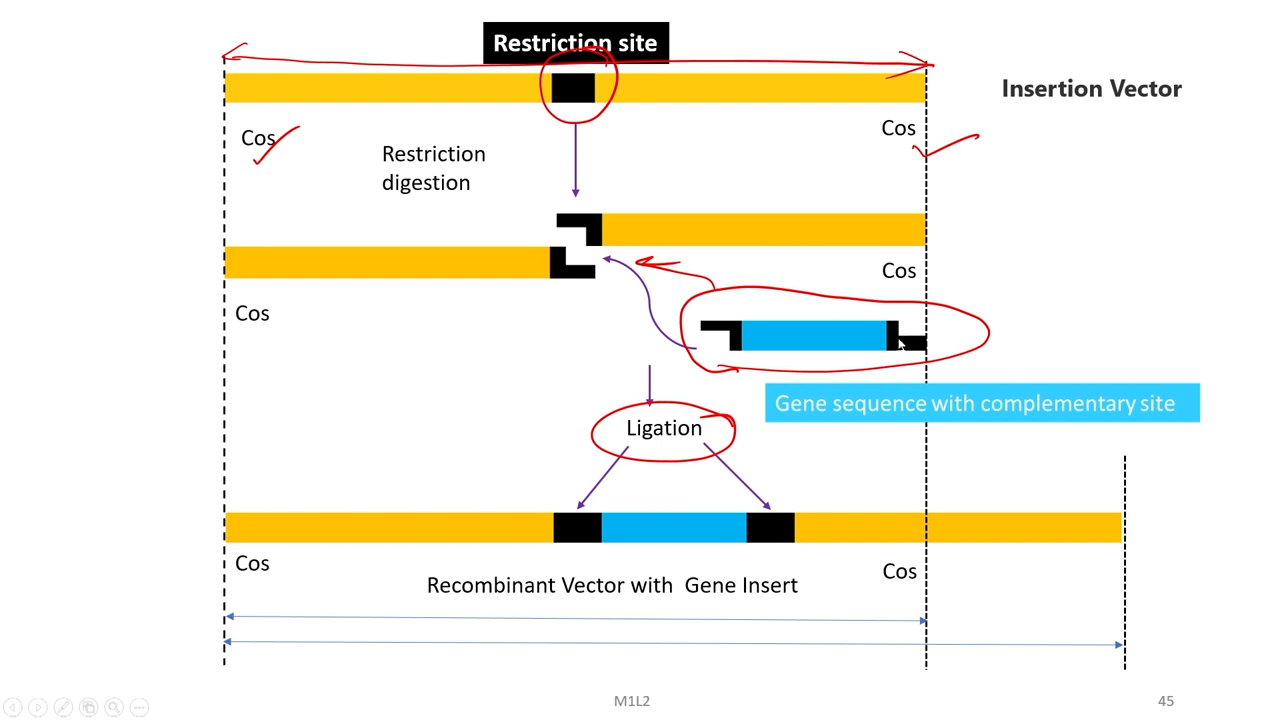 Restriction site
Insertion Vector
Cos
Cos
Restriction
digestion
Cos
Cos
Gene sequence with complementary site
Ligation
Cos
Cos
Recombinant Vector with Gene Insert
M1L2
45